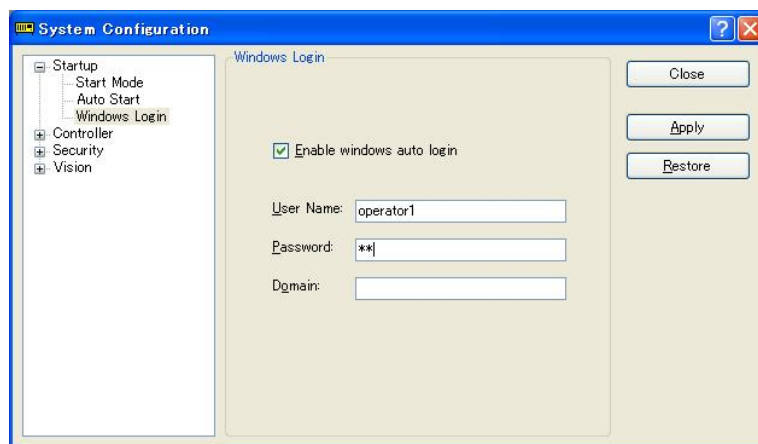 System Configuration
Startup
Start Mode
Auto Start
Windows Login
Controller
Security
Vision
Windows Login
Enable windows auto login
User Name: operator1
Password: **
Domain:
Close
Apply
Restore